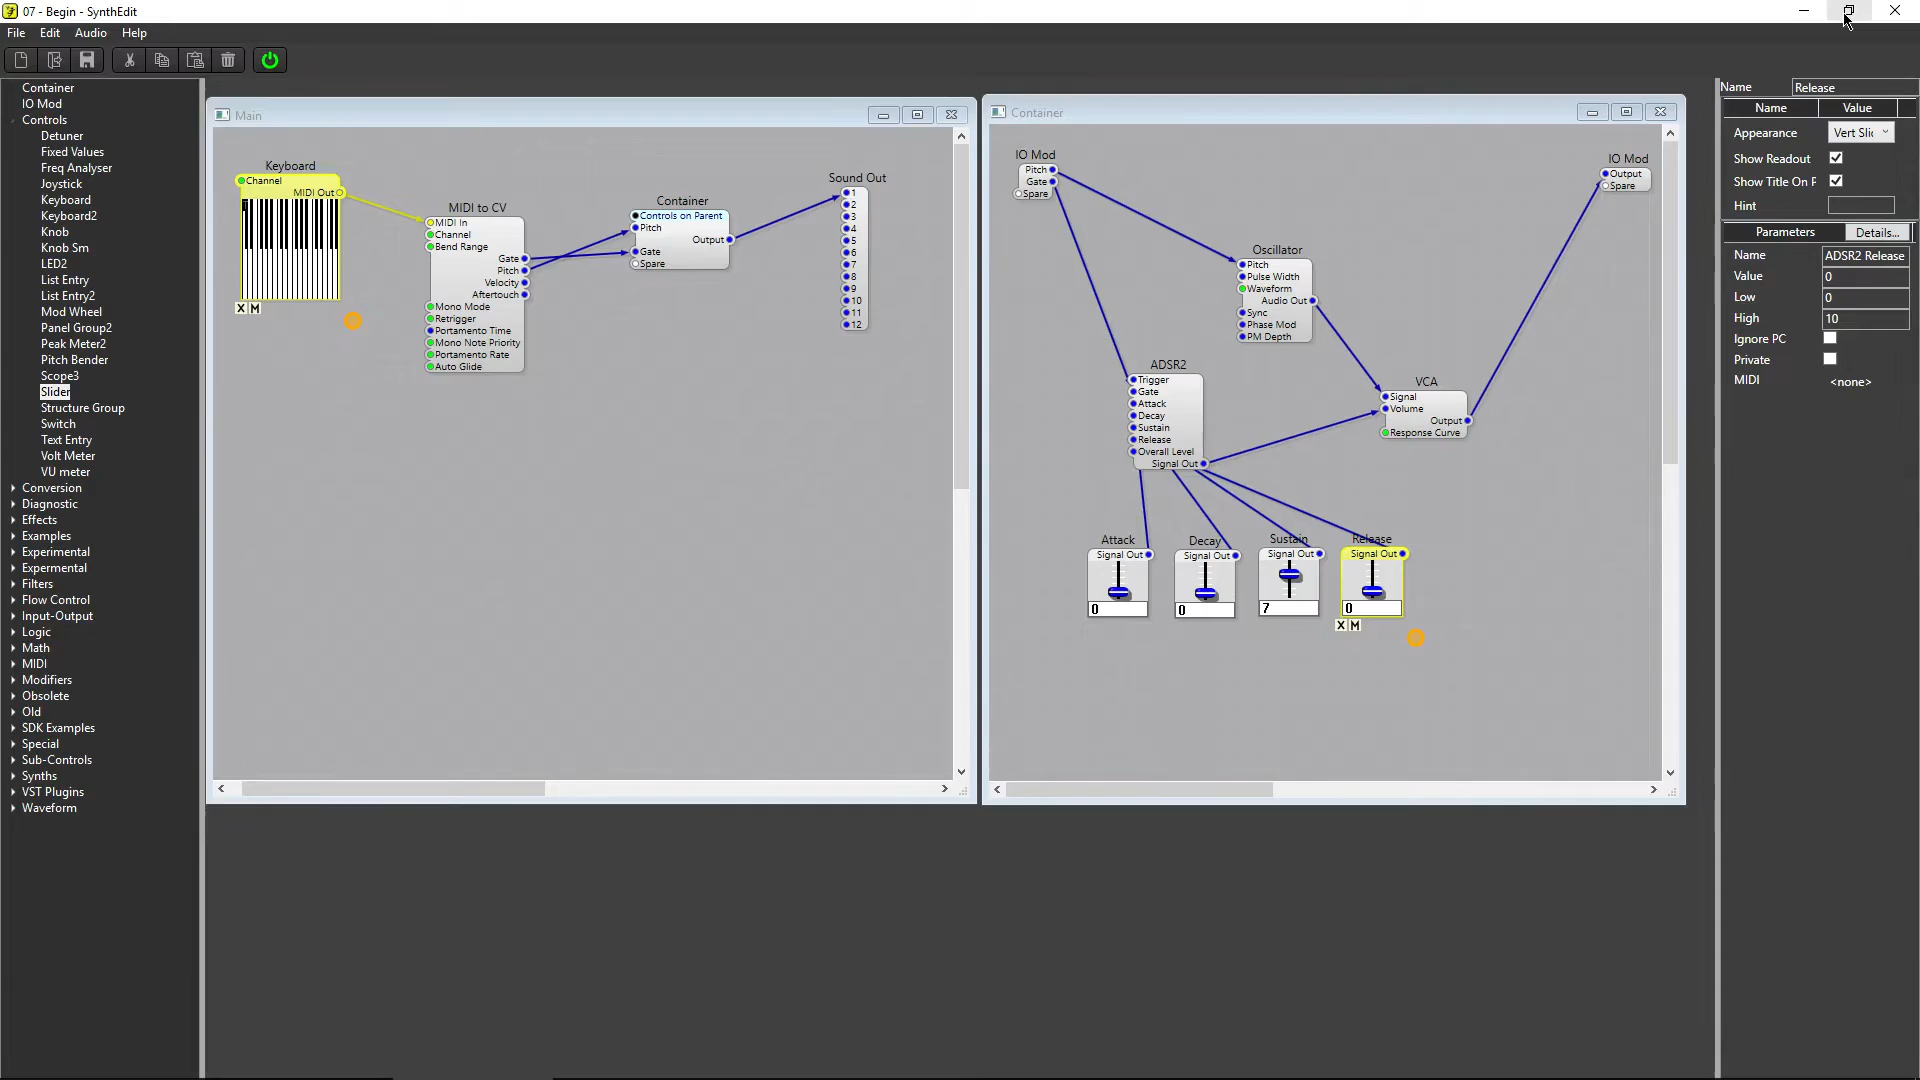 07 - Begin - SynthEdit
File Edit Audio Help
Container
IO Mod
Controls
Detuner
Fixed Values
Freq Analyser
Joystick
Keyboard
Keyboard2
Knob
Knob Sm
LED2
List Entry
List Entry2
Mod Wheel
Panel Group2
Peak Meter2
Pitch Bender
Scope3
Slider
Structure Group
Switch
Text Entry
Volt Meter
VU meter
Conversion
Diagnostic
Effects
Examples
Experimental
Experimental
Filters
Flow Control
Input-Output
Logic
Math
MIDI
Modifiers
Obsolete
Old
SDK Examples
Special
Sub-Controls
Synths
VST Plugins
Waveform
Main
Keyboard
Channel
MIDI Out
X M
MIDI to CV
MIDI In
Channel
Bend Range
Gate
Pitch
Velocity
Aftertouch
Mono Mode
Retrigger
Portamento Time
Mono Note Priority
Portamento Rate
Auto Glide
Container
Controls on Parent
Pitch
Output
Gate
Spare
Sound Out
1
2
3
4
5
6
7
8
9
10
11
12
Container
IO Mod
Pitch
Gate
Spare
Oscillator
Pitch
Pulse Width
Waveform
Audio Out
Sync
Phase Mod
PM Depth
IO Mod
Output
Spare
ADSR2
Trigger
Gate
Attack
Decay
Sustain
Release
Overall Level
Signal Out
VCA
Signal
Volume
Output
Response Curve
Attack
Signal Out
0
Decay
Signal Out
0
Sustain
Signal Out
7
Release
Signal Out
0
X M
Name Release
Name Value
Appearance Vert Slic
Show Readout
Show Title On P
Hint
Parameters Details...
Name ADSR2 Release
Value 0
Low 0
High 10
Ignore PC
Private
MIDI <none>